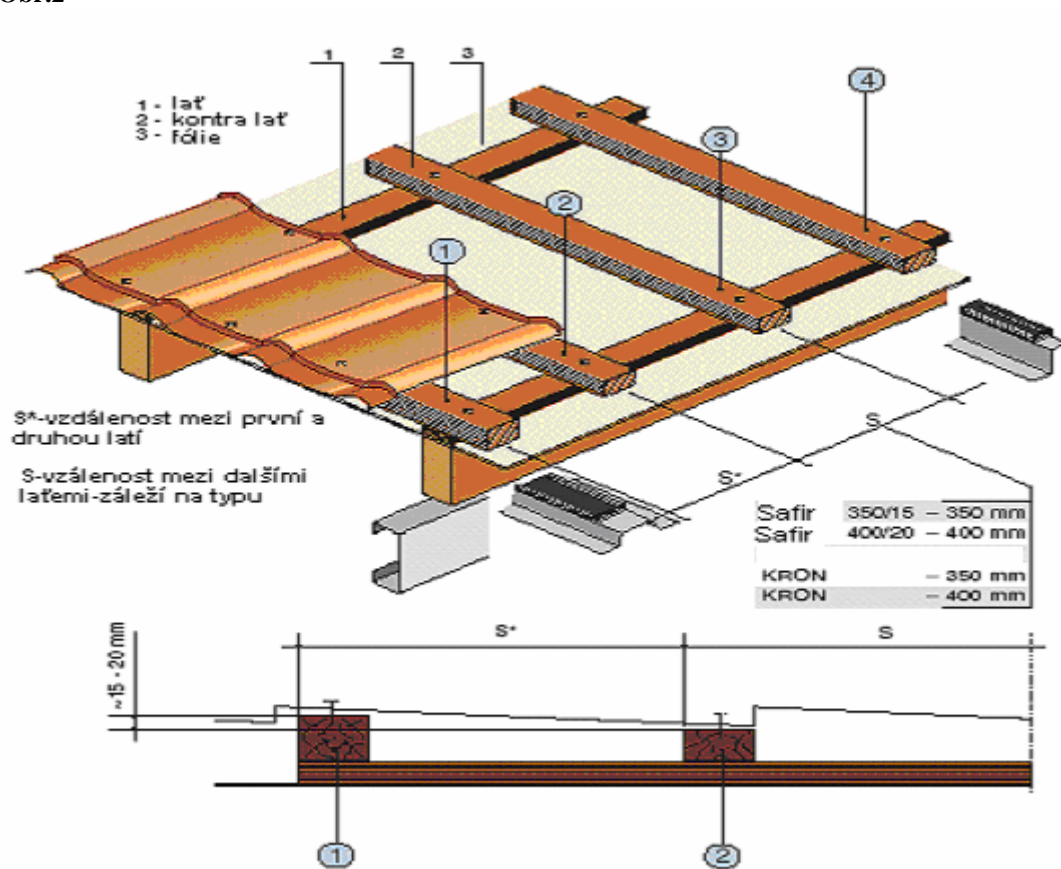 Obr.2
1 2 3
1 - lať
2 - kontra lať
3 - fólie
4
3
2
1
S*-vzdálenost mezi první a
druhou latí
S-vzálenost mezi dalšími
laťemi-záleží na typu
S
S*
Safir 350/15 – 350 mm
Safir 400/20 – 400 mm
KRON – 350 mm
KRON – 400 mm
~15 - 20 mm
S* S
1 2